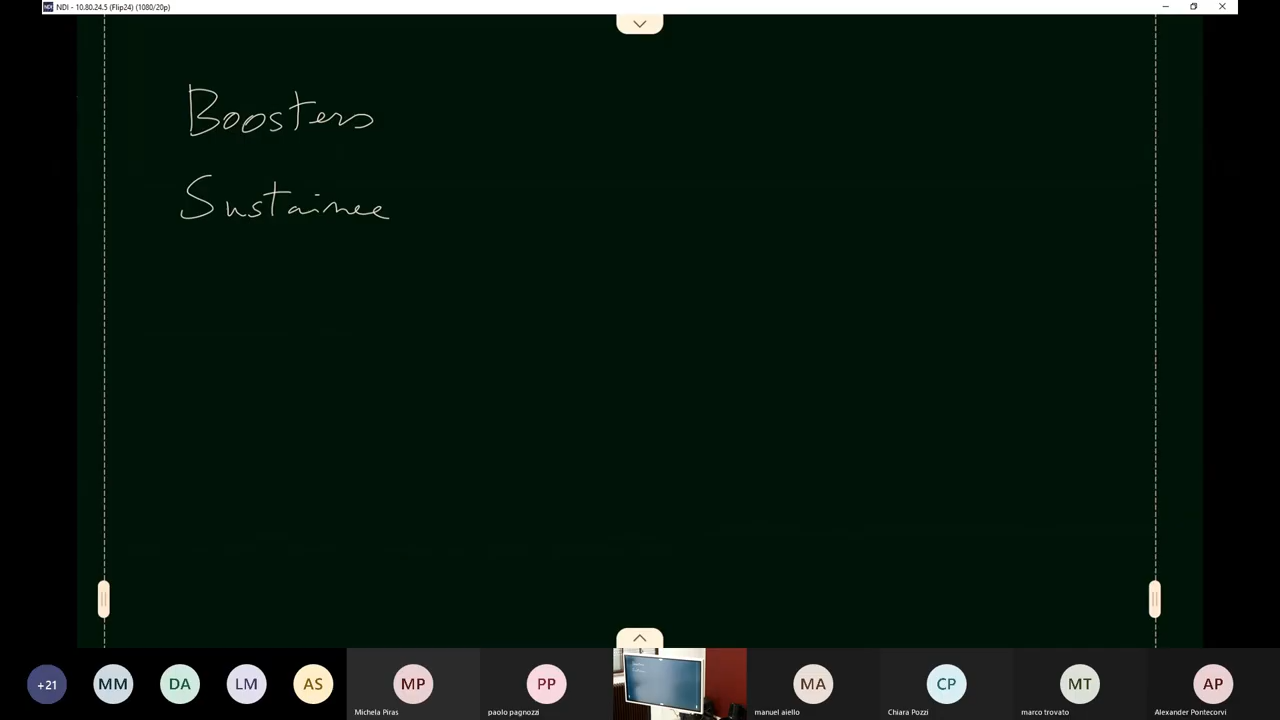 NDI - 10.80.24.5 (Flip24) (1080/20p)
Boosters
Sustainee
+21
MM
DA
LM
AS
MP
Michela Piras
PP
paolo pagnozzi
MA
manuel aiello
CP
Chiara Pozzi
MT
marco trovato
AP
Alexander Pontecorvi